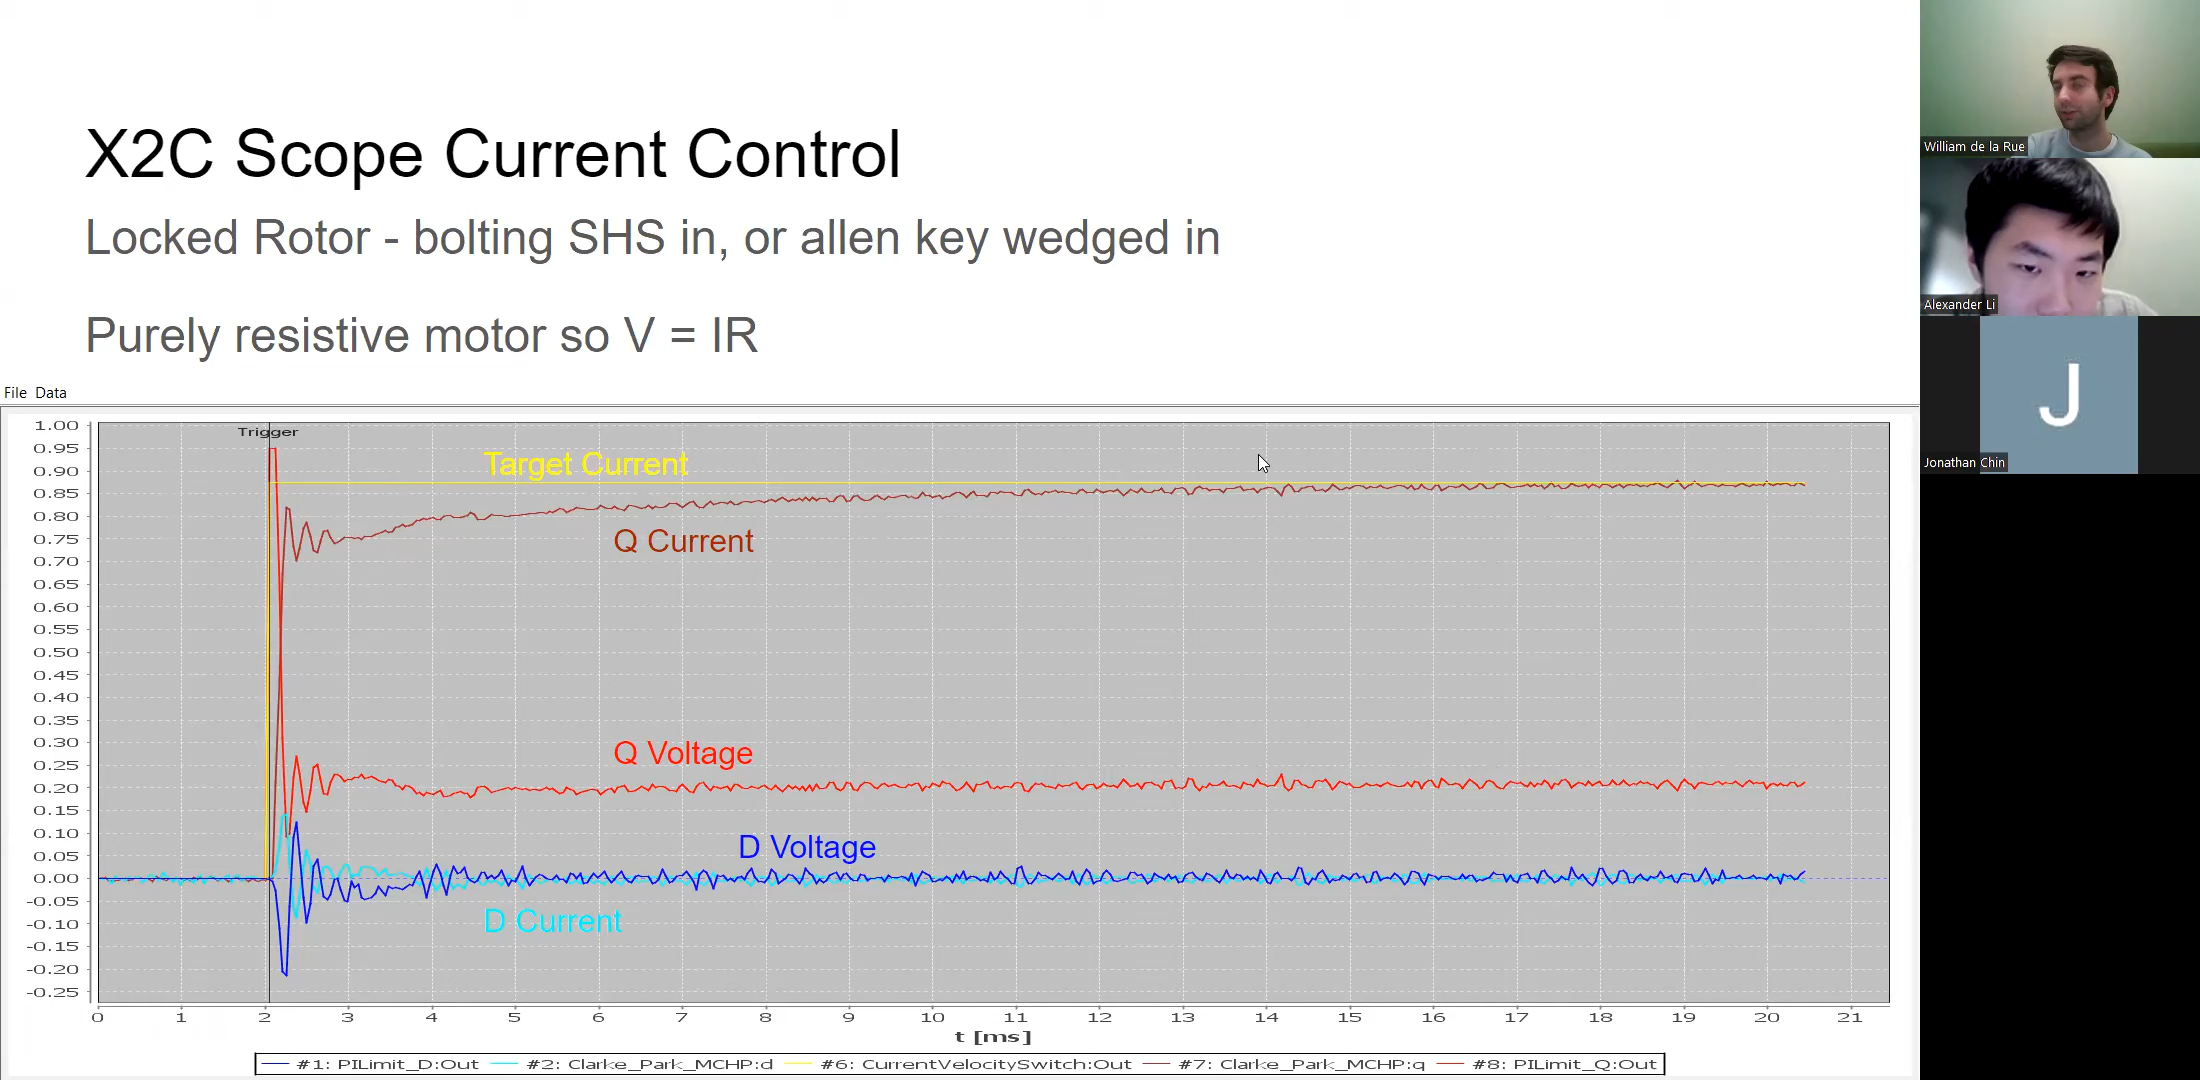 X2C Scope Current Control
Locked Rotor - bolting SHS in, or allen key wedged in
Purely resistive motor so V = IR
File Data
1.00
0.95
0.90
0.85
0.80
0.75
0.70
0.65
0.60
0.55
0.50
0.45
0.40
0.35
0.30
0.25
0.20
0.15
0.10
0.05
0.00
-0.05
-0.10
-0.15
-0.20
-0.25
Trigger
Target Current
Q Current
Q Voltage
D Voltage
D Current
0 1 2 3 4 5 6 7 8 9 10 11 12 13 14 15 16 17 18 19 20 21
t [ms]
#1: PILimit_D:Out #2: Clarke_Park_MCHP:d #6: CurrentVelocitySwitch:Out #7: Clarke_Park_MCHP:q #8: PILimit_Q:Out
William de la Rue
Alexander Li
J
Jonathan Chin